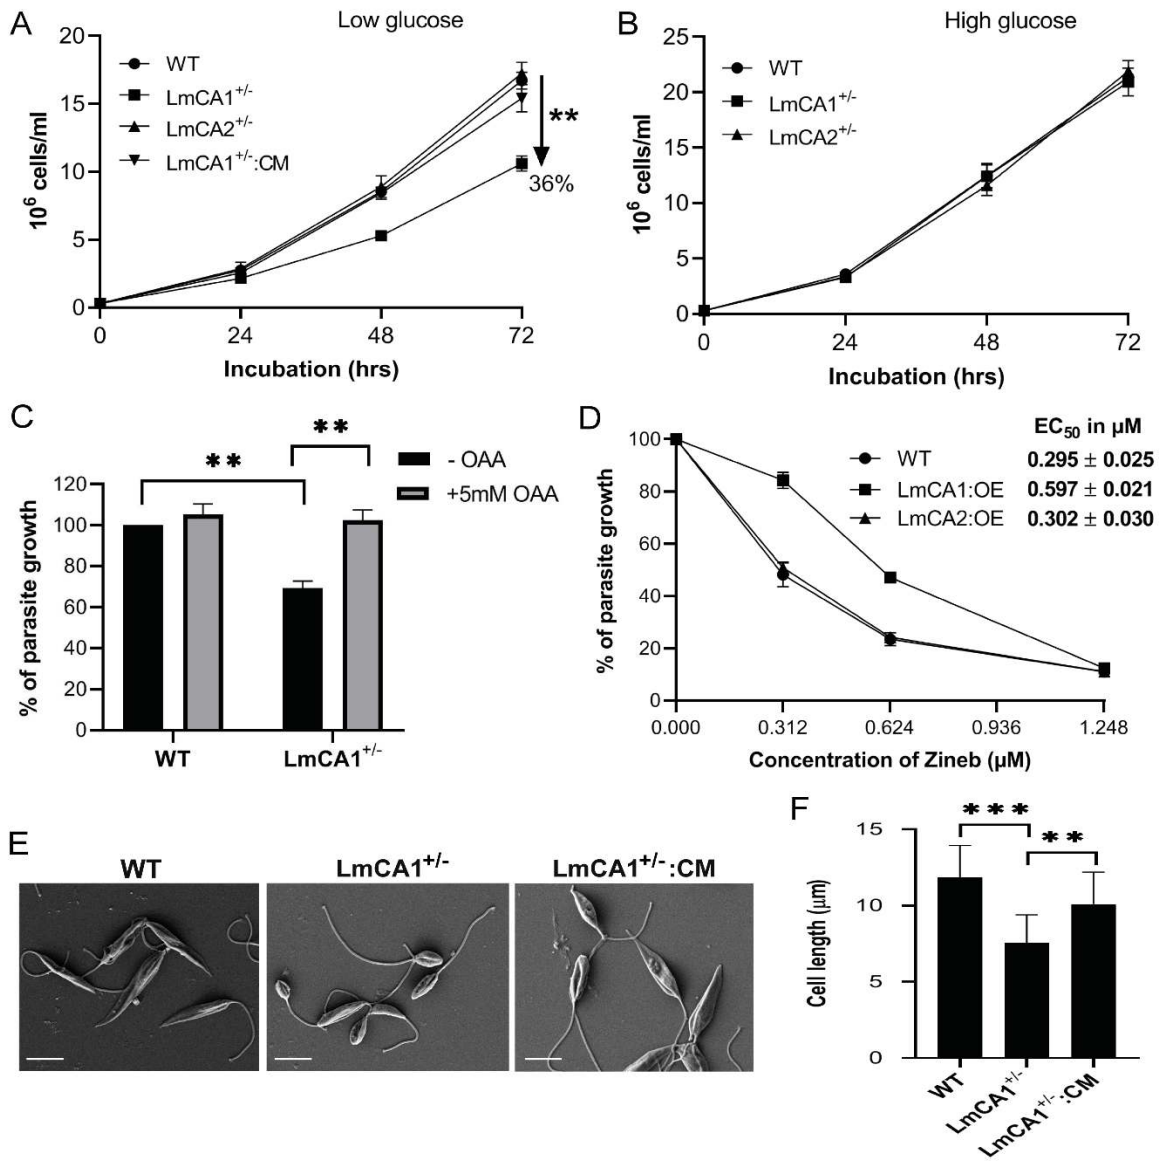 A
Low glucose
20
15
10
5
0
0
24
48
72
10⁶ cells/ml
Incubation (hrs)
WT
LmCA1⁺/⁻
LmCA2⁺/⁻
LmCA1⁺/⁻:CM
**
36%
B
High glucose
25
20
15
10
5
0
0
24
48
72
10⁶ cells/ml
Incubation (hrs)
WT
LmCA1⁺/⁻
LmCA2⁺/⁻
C
**
**
- OAA
+5mM OAA
120
100
80
60
40
20
0
% of parasite growth
WT
LmCA1⁺/⁻
D
EC₅₀ in µM
WT 0.295 ± 0.025
LmCA1:OE 0.597 ± 0.021
LmCA2:OE 0.302 ± 0.030
100
80
60
40
20
0
% of parasite growth
0.000
0.312
0.624
0.936
1.248
Concentration of Zineb (µM)
E
WT
LmCA1⁺/⁻
LmCA1⁺/⁻:CM
F
***
**
15
10
5
0
Cell length (µm)
WT
LmCA1⁺/⁻
LmCA1⁺/⁻:CM